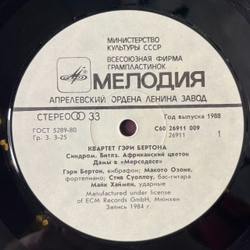 МИНИСТЕРСТВО
КУЛЬТУРЫ СССР
ВСЕСОЮЗНАЯ ФИРМА
ГРАМПЛАСТИНОК
МЕЛОДИЯ
АПРЕЛЕВСКИЙ ОРДЕНА ЛЕНИНА ЗАВОД
СТЕРЕО 33
Год выпуска 1988
ГОСТ 5289-80
Гр. 3. 3-25
С60 26911 009
26911 1
КВАРТЕТ ГЭРИ БЕРТОНА
Синдром. Битлз. Африканский цветок
Дамы в «Мерседесе»
Гэри Бертон, вибрафон; Макото Озоне,
фортепиано; Стив Суоллоу, бас-гитара
Майк Хаймен, ударные
Manufactured under license
of ECM Records GmbH, Мюнхен
Запись 1984 г.